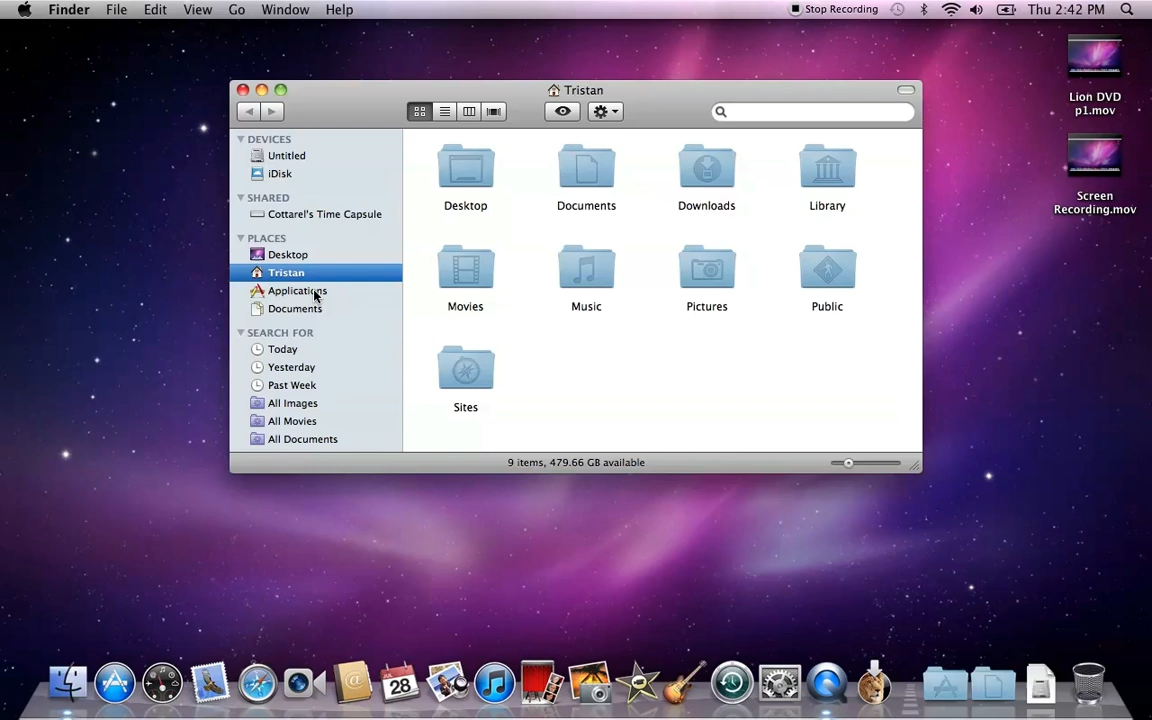 Finder File Edit View Go Window Help Stop Recording Thu 2:42 PM
Lion DVD
p1.mov
Screen
Recording.mov
Tristan
DEVICES
Untitled
iDisk
SHARED
Cottarel's Time Capsule
PLACES
Desktop
Tristan
Applications
Documents
SEARCH FOR
Today
Yesterday
Past Week
All Images
All Movies
All Documents
Desktop Documents Downloads Library
Movies Music Pictures Public
Sites
9 items, 479.66 GB available
JUL
28